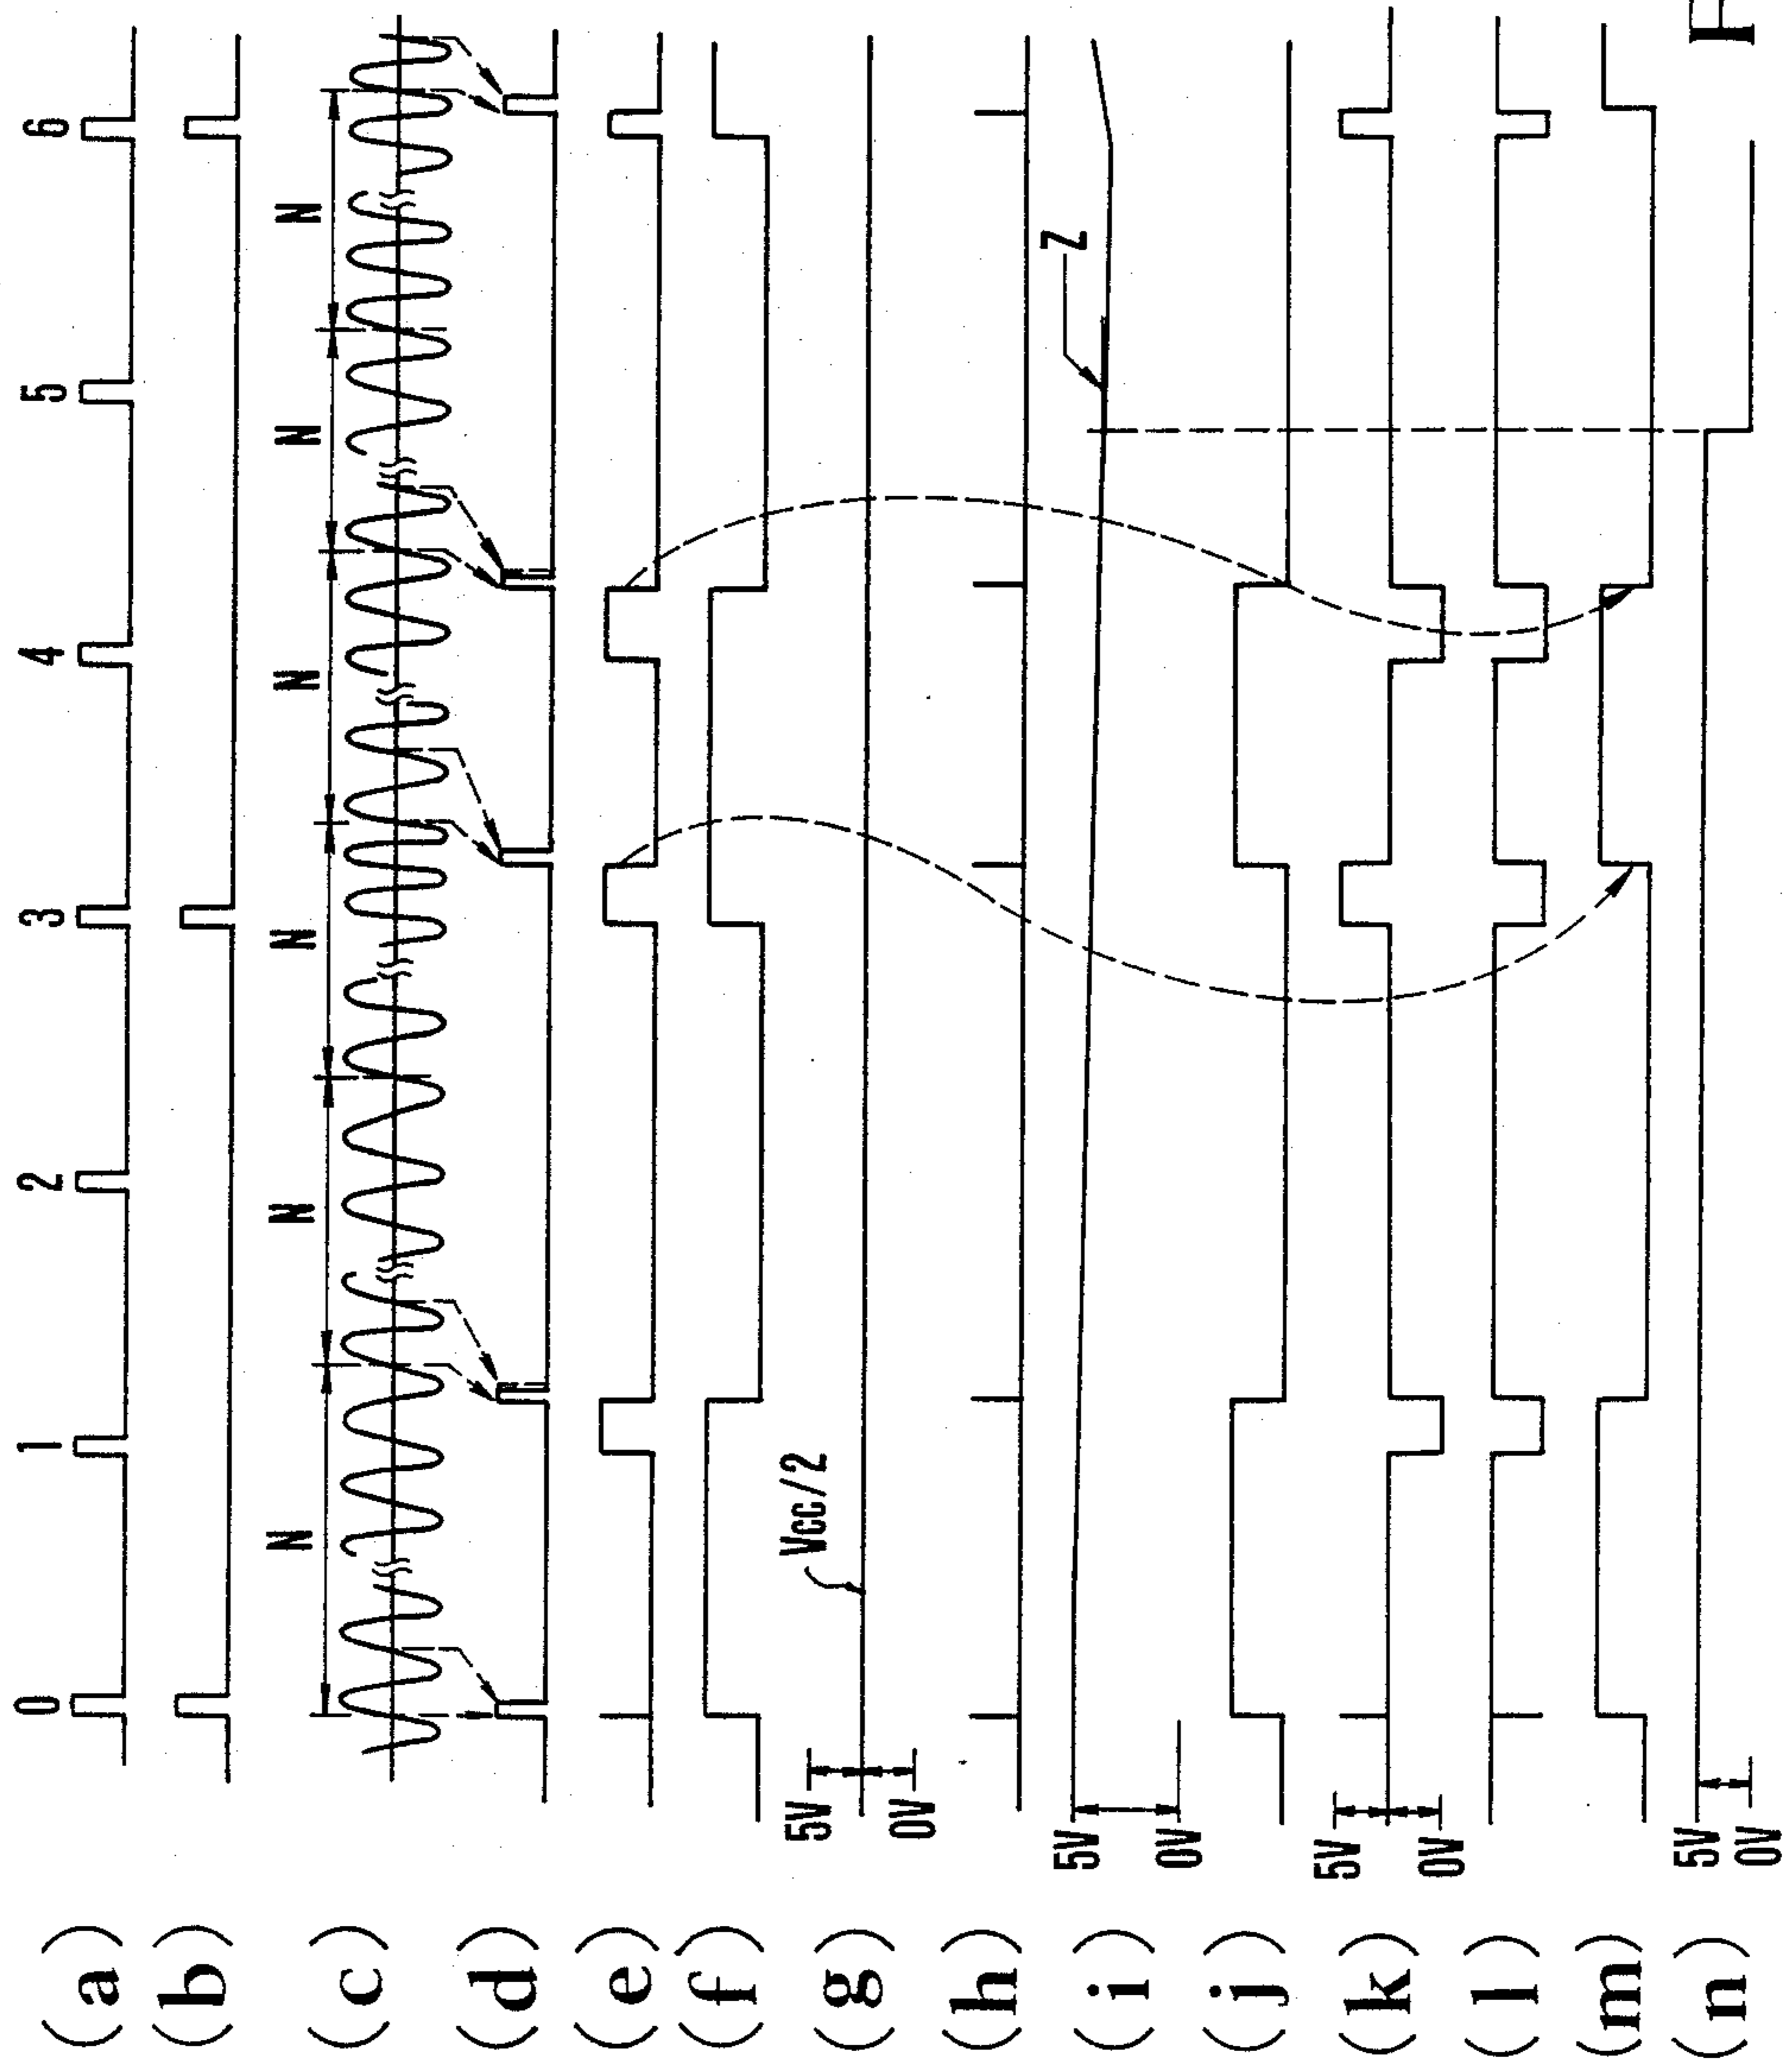 (a) 0 1 2 3 4 5 6
(b)
(c) N N N N N N
(d)
(e)
(f)
(g) 5V 0V Vcc/2
(h)
(i) 5V 0V Z
(j)
(k) 5V 0V
(l)
(m)
(n) 5V 0V
F